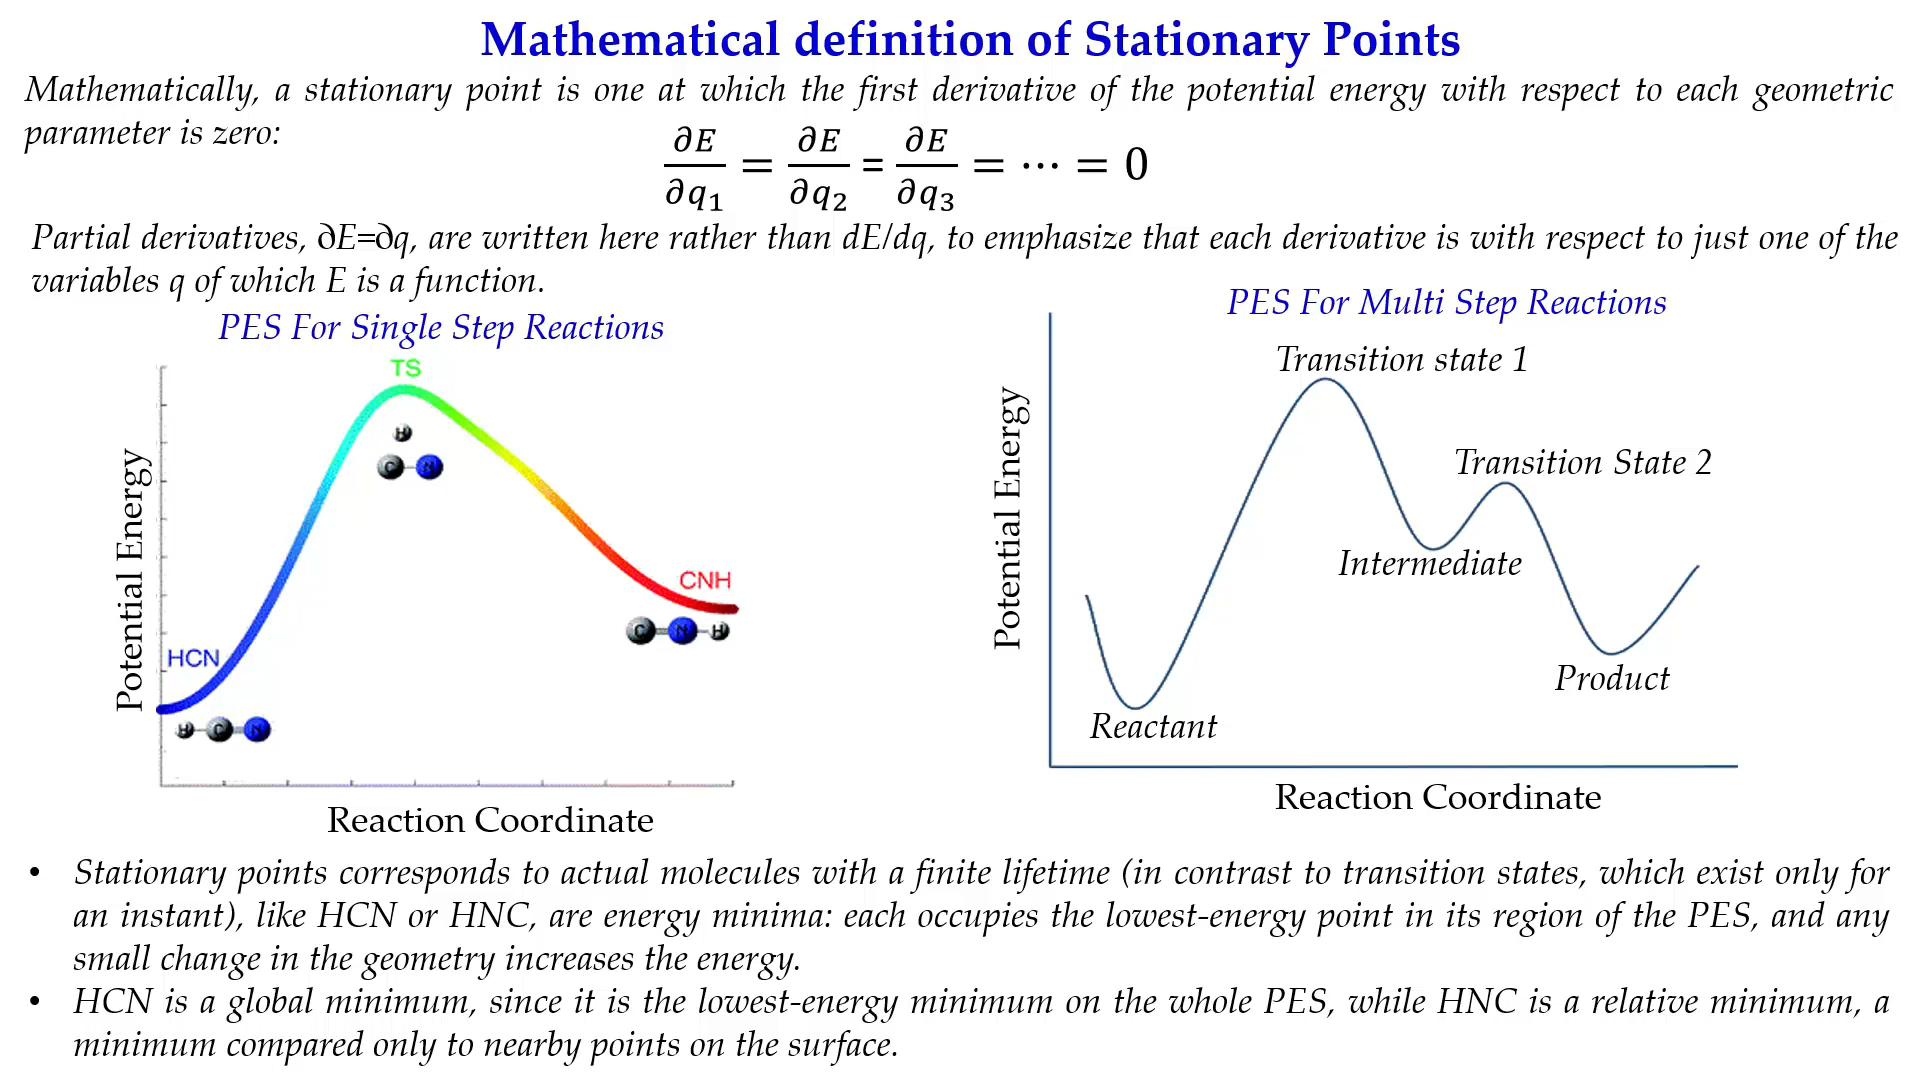 Mathematical definition of Stationary Points
Mathematically, a stationary point is one at which the first derivative of the potential energy with respect to each geometric
parameter is zero:
∂E/∂q₁ = ∂E/∂q₂ = ∂E/∂q₃ = ⋯ = 0
Partial derivatives, ∂E=∂q, are written here rather than dE/dq, to emphasize that each derivative is with respect to just one of the
variables q of which E is a function.
PES For Single Step Reactions
TS
H
C N
Potential Energy
CNH
C N H
HCN
H C N
Reaction Coordinate
PES For Multi Step Reactions
Transition state 1
Transition State 2
Potential Energy
Intermediate
Product
Reactant
Reaction Coordinate
• Stationary points corresponds to actual molecules with a finite lifetime (in contrast to transition states, which exist only for
an instant), like HCN or HNC, are energy minima: each occupies the lowest-energy point in its region of the PES, and any
small change in the geometry increases the energy.
• HCN is a global minimum, since it is the lowest-energy minimum on the whole PES, while HNC is a relative minimum, a
minimum compared only to nearby points on the surface.